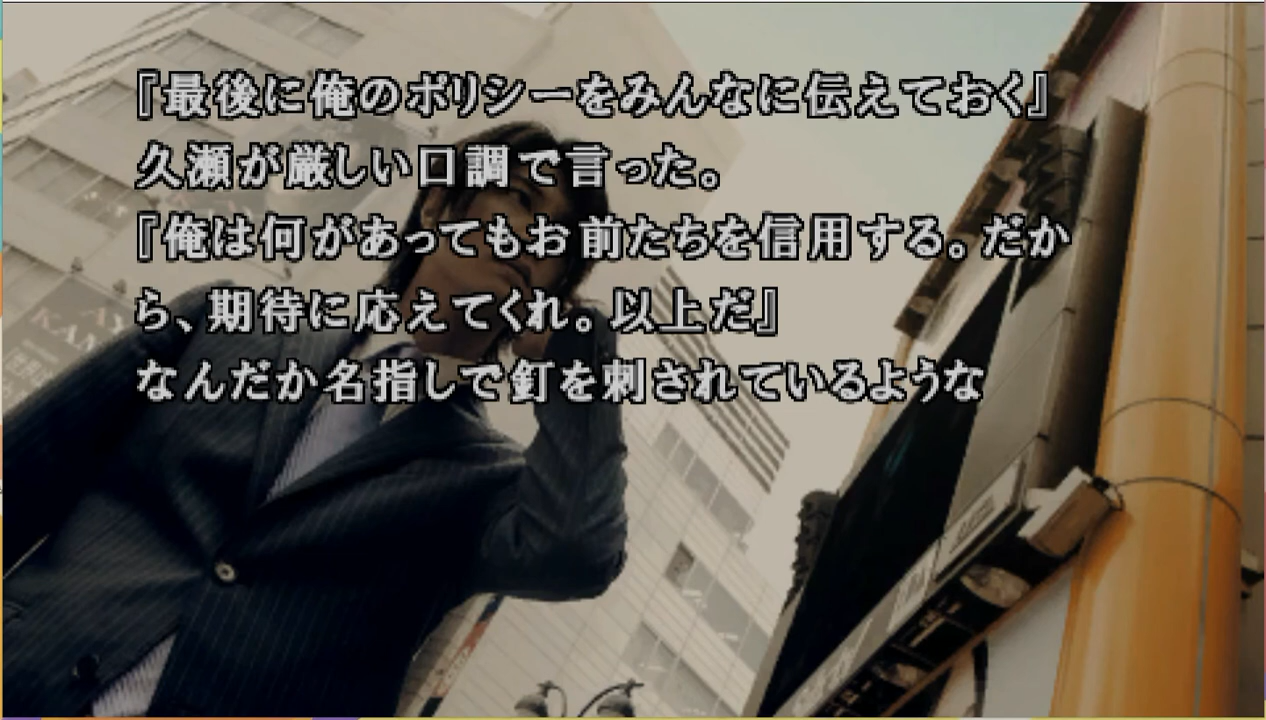 『最後に俺のポリシーをみんなに伝えておく』
久瀬が厳しい口調で言った。
『俺は何があってもお前たちを信用する。だか
ら、期待に応えてくれ。以上だ』
なんだか名指しで釘を刺されているような